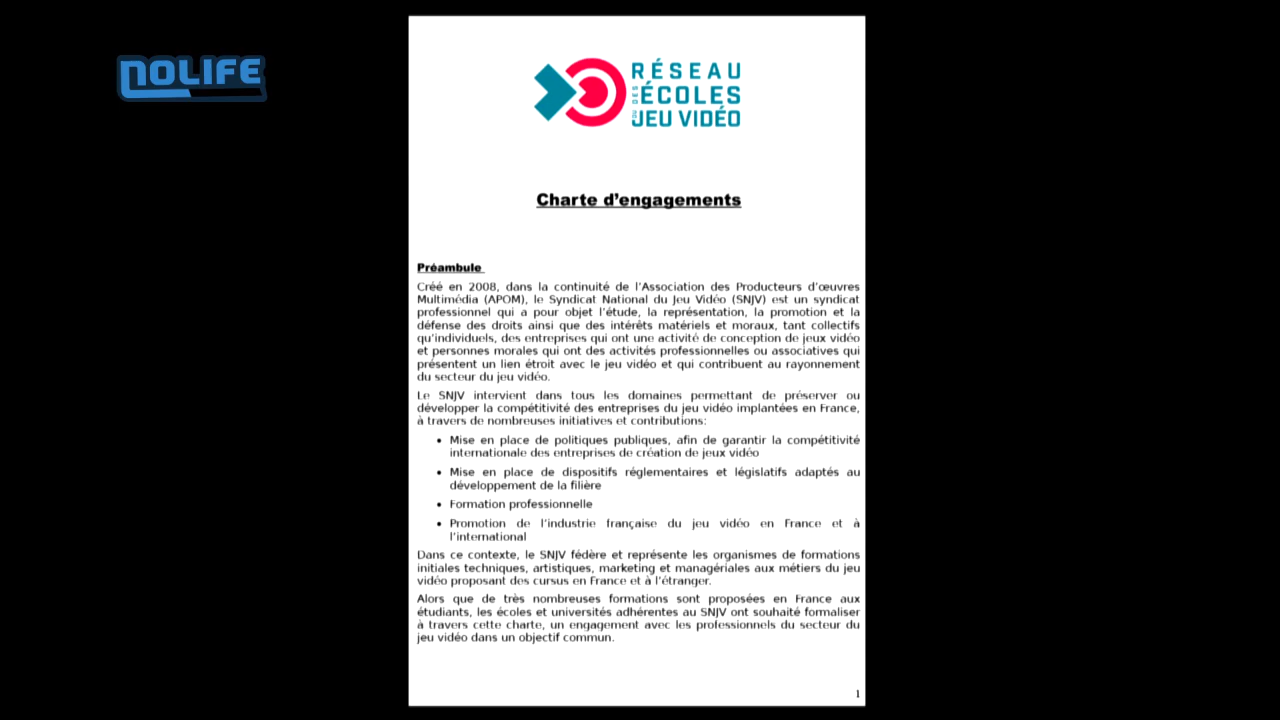 NOLIFE
RÉSEAU
DES ÉCOLES
DU JEU VIDÉO
Charte d’engagements
Préambule
Créé en 2008, dans la continuité de l’Association des Producteurs d’œuvres
Multimédia (APOM), le Syndicat National du Jeu Vidéo (SNJV) est un syndicat
professionnel qui a pour objet l’étude, la représentation, la promotion et la
défense des droits ainsi que des intérêts matériels et moraux, tant collectifs
qu’individuels, des entreprises qui ont une activité de conception de jeux vidéo
et personnes morales qui ont des activités professionnelles ou associatives qui
présentent un lien étroit avec le jeu vidéo et qui contribuent au rayonnement
du secteur du jeu vidéo.
Le SNJV intervient dans tous les domaines permettant de préserver ou
développer la compétitivité des entreprises du jeu vidéo implantées en France,
à travers de nombreuses initiatives et contributions:
• Mise en place de politiques publiques, afin de garantir la compétitivité
internationale des entreprises de création de jeux vidéo
• Mise en place de dispositifs réglementaires et législatifs adaptés au
développement de la filière
• Formation professionnelle
• Promotion de l’industrie française du jeu vidéo en France et à
l’international
Dans ce contexte, le SNJV fédère et représente les organismes de formations
initiales techniques, artistiques, marketing et managériales aux métiers du jeu
vidéo proposant des cursus en France et à l’étranger.
Alors que de très nombreuses formations sont proposées en France aux
étudiants, les écoles et universités adhérentes au SNJV ont souhaité formaliser
à travers cette charte, un engagement avec les professionnels du secteur du
jeu vidéo dans un objectif commun.
1